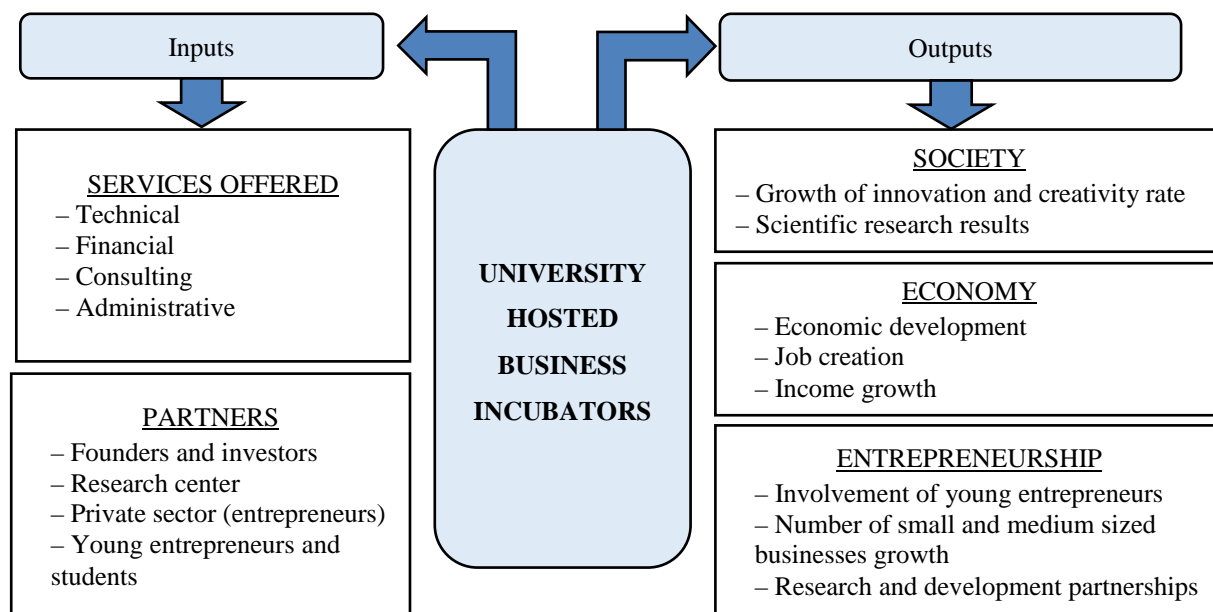 Inputs
SERVICES OFFERED
– Technical
– Financial
– Consulting
– Administrative
PARTNERS
– Founders and investors
– Research center
– Private sector (entrepreneurs)
– Young entrepreneurs and
students
UNIVERSITY
HOSTED
BUSINESS
INCUBATORS
Outputs
SOCIETY
– Growth of innovation and creativity rate
– Scientific research results
ECONOMY
– Economic development
– Job creation
– Income growth
ENTREPRENEURSHIP
– Involvement of young entrepreneurs
– Number of small and medium sized
businesses growth
– Research and development partnerships